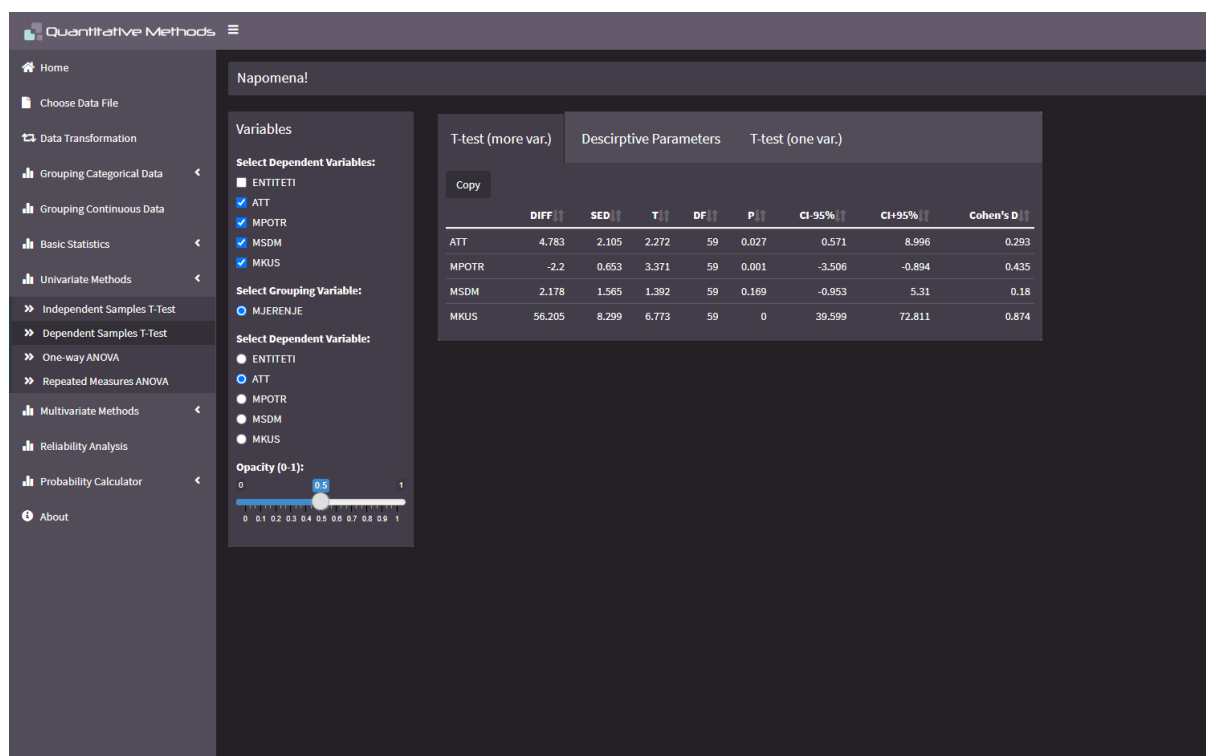 Quantitative Methods
Home
Choose Data File
Data Transformation
Grouping Categorical Data
Grouping Continuous Data
Basic Statistics
Univariate Methods
Independent Samples T-Test
Dependent Samples T-Test
One-way ANOVA
Repeated Measures ANOVA
Multivariate Methods
Reliability Analysis
Probability Calculator
About
Napomena!
Variables
Select Dependent Variables:
ENTITETI
ATT
MPOTR
MSDM
MKUS
Select Grouping Variable:
MJERENJE
Select Dependent Variable:
ENTITETI
ATT
MPOTR
MSDM
MKUS
Opacity (0-1):
0 0.5 1
0 0.1 0.2 0.3 0.4 0.5 0.6 0.7 0.8 0.9 1
T-test (more var.) Descirptive Parameters T-test (one var.)
Copy
DIFF SED T DF P CI-95% CI+95% Cohen's D
ATT 4.783 2.105 2.272 59 0.027 0.571 8.996 0.293
MPOTR -2.2 0.653 3.371 59 0.001 -3.506 -0.894 0.435
MSDM 2.178 1.565 1.392 59 0.169 -0.953 5.31 0.18
MKUS 56.205 8.299 6.773 59 0 39.599 72.811 0.874